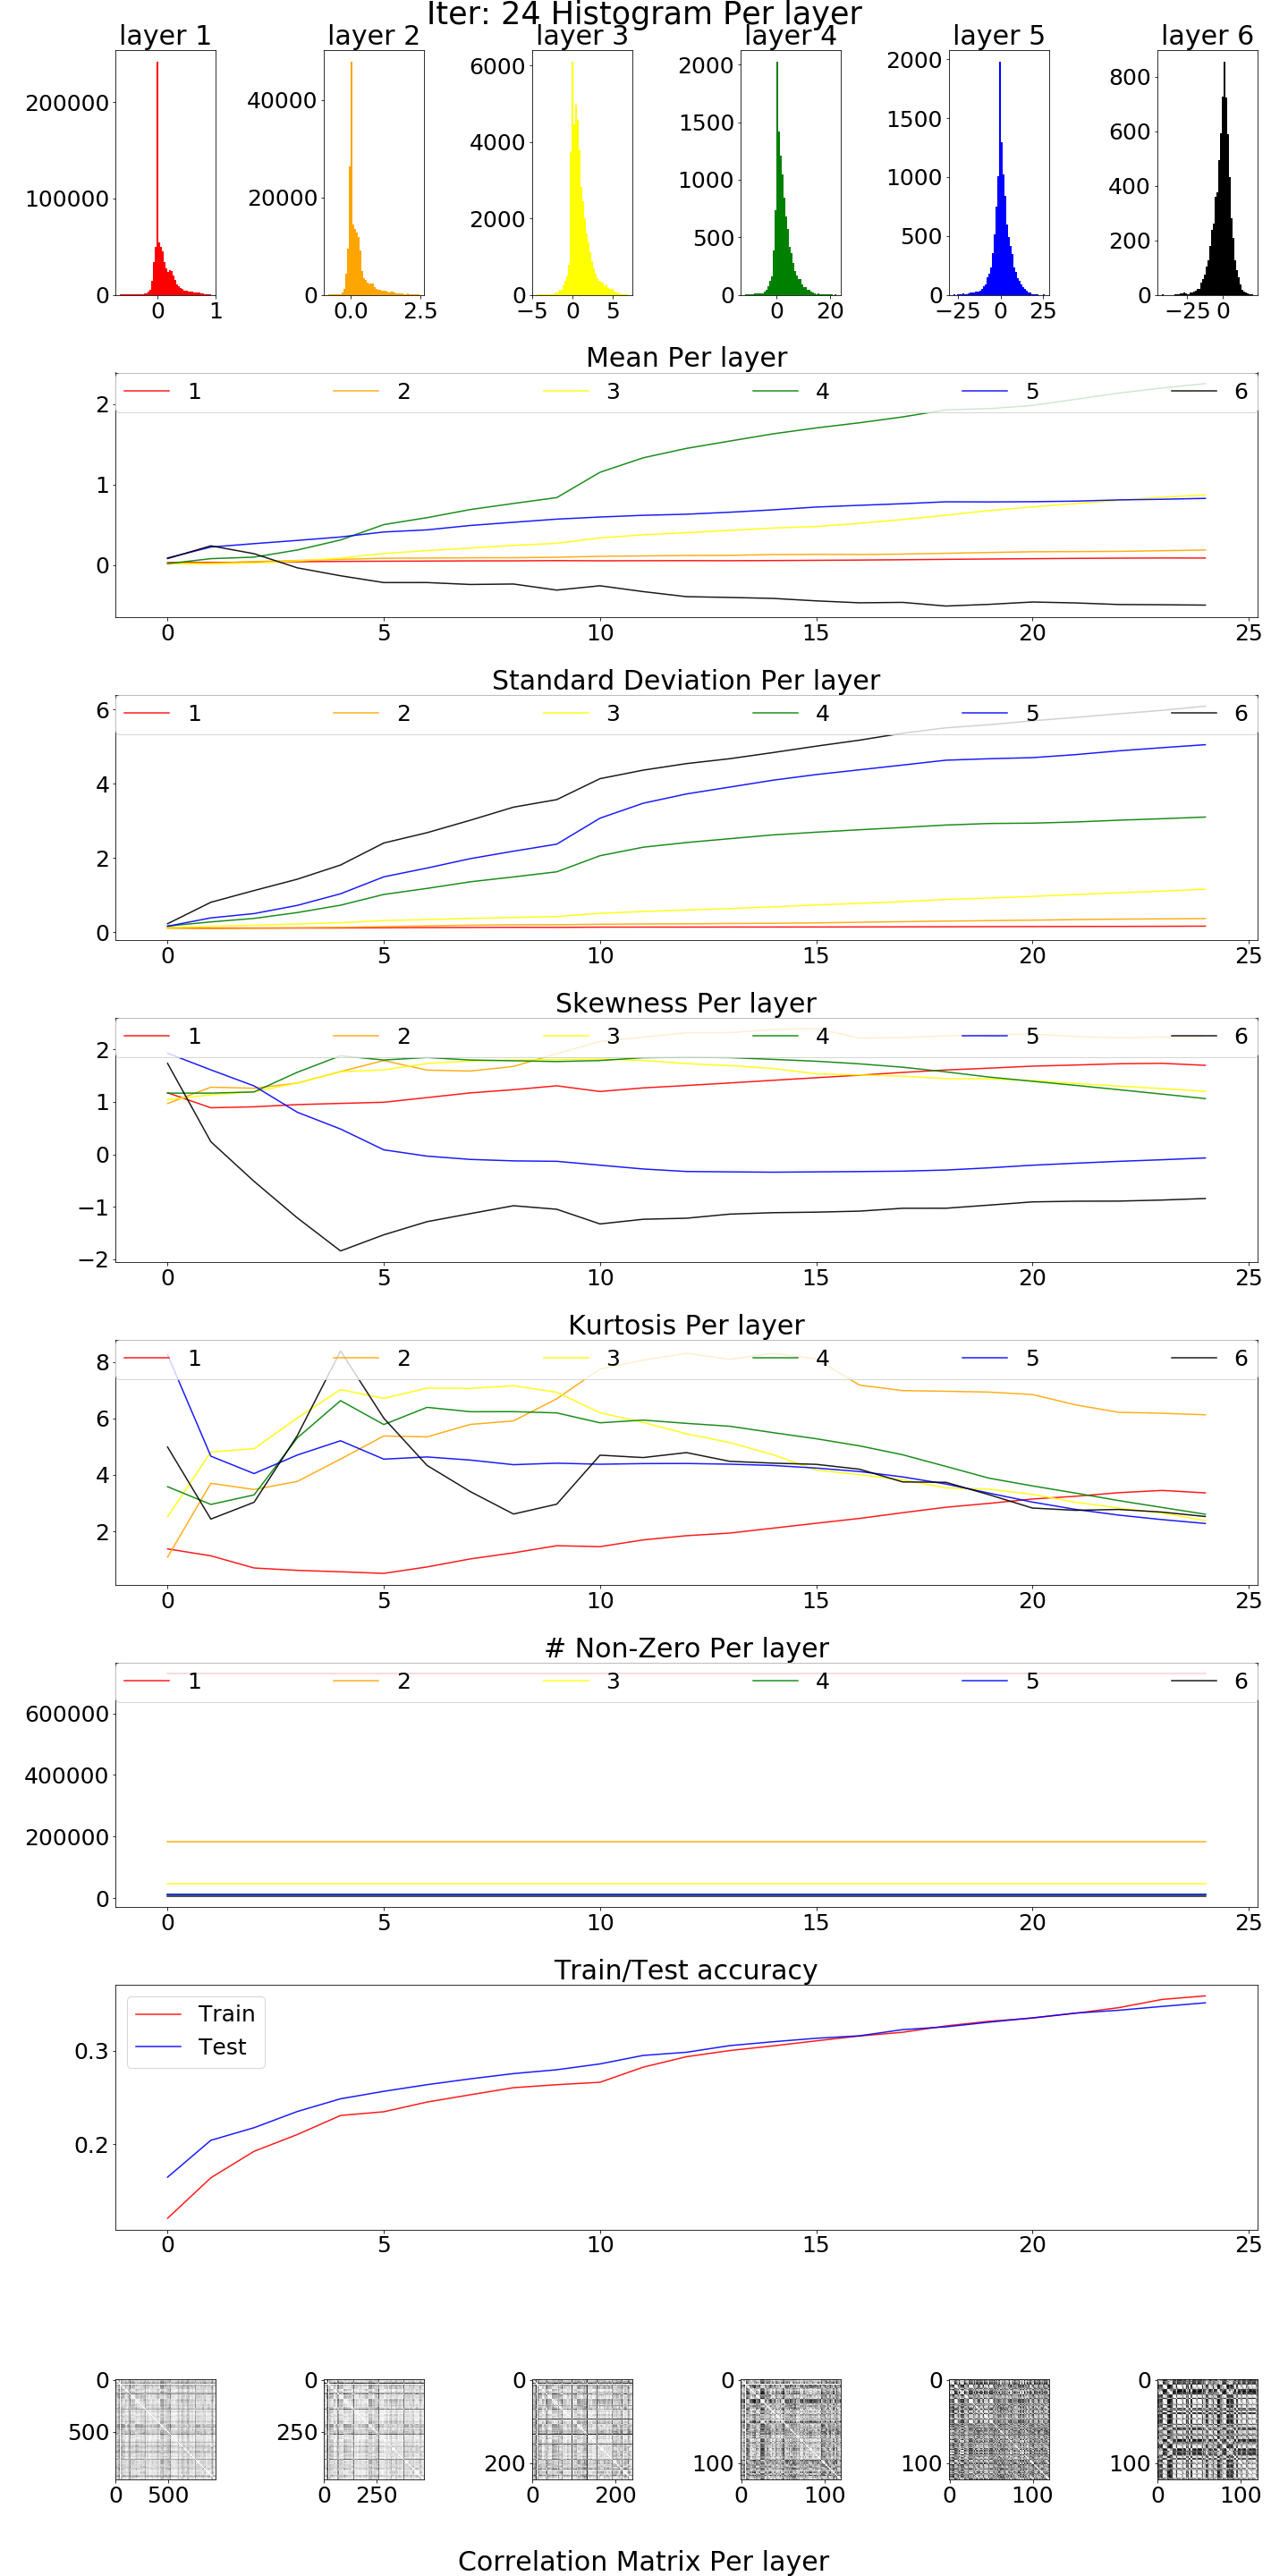 Iter: 24 Histogram Per layer
layer 1 layer 2 layer 3 layer 4 layer 5 layer 6
200000 100000 0 0 1
40000 20000 0 0.0 2.5
6000 4000 2000 0 −5 0 5
2000 1500 1000 500 0 0 20
2000 1500 1000 500 0 −25 0 25
800 600 400 200 0 −25 0
Mean Per layer
1 2 3 4 5 6
2
1
0
0 5 10 15 20 25
Standard Deviation Per layer
1 2 3 4 5 6
6
4
2
0
0 5 10 15 20 25
Skewness Per layer
1 2 3 4 5 6
2
1
0
−1
−2
0 5 10 15 20 25
Kurtosis Per layer
1 2 3 4 5 6
8
6
4
2
0 5 10 15 20 25
# Non-Zero Per layer
1 2 3 4 5 6
600000
400000
200000
0
0 5 10 15 20 25
Train/Test accuracy
Train
Test
0.3
0.2
0 5 10 15 20 25
0 500 0 500
0 250 0 250
0 200 0 200
0 100 0 100
0 100 0 100
0 100 0 100
Correlation Matrix Per layer